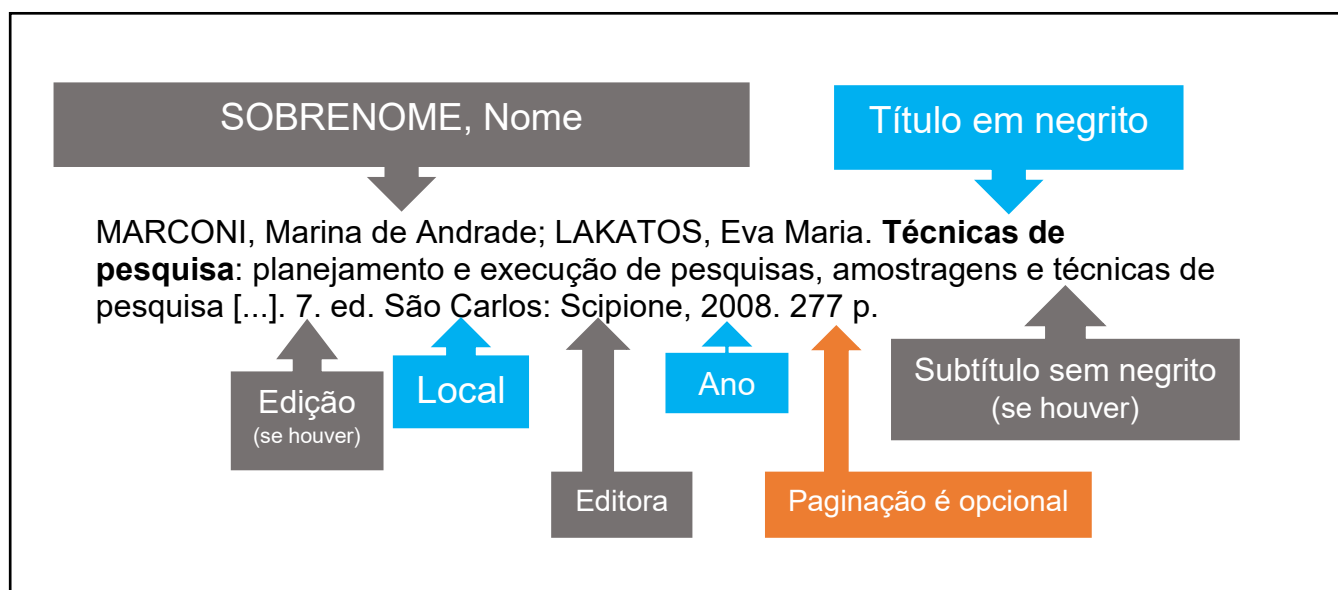 SOBRENOME, Nome
Título em negrito
MARCONI, Marina de Andrade; LAKATOS, Eva Maria. Técnicas de
pesquisa: planejamento e execução de pesquisas, amostragens e técnicas de
pesquisa [...]. 7. ed. São Carlos: Scipione, 2008. 277 p.
Edição
(se houver)
Local
Editora
Ano
Paginação é opcional
Subtítulo sem negrito
(se houver)